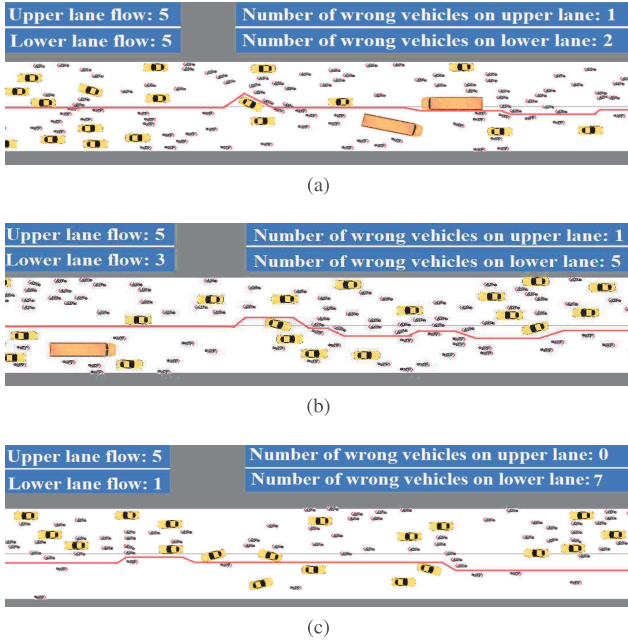 Upper lane flow: 5
Number of wrong vehicles on upper lane: 1
Lower lane flow: 5
Number of wrong vehicles on lower lane: 2
(a)
Upper lane flow: 5
Number of wrong vehicles on upper lane: 1
Lower lane flow: 3
Number of wrong vehicles on lower lane: 5
(b)
Upper lane flow: 5
Number of wrong vehicles on upper lane: 0
Lower lane flow: 1
Number of wrong vehicles on lower lane: 7
(c)